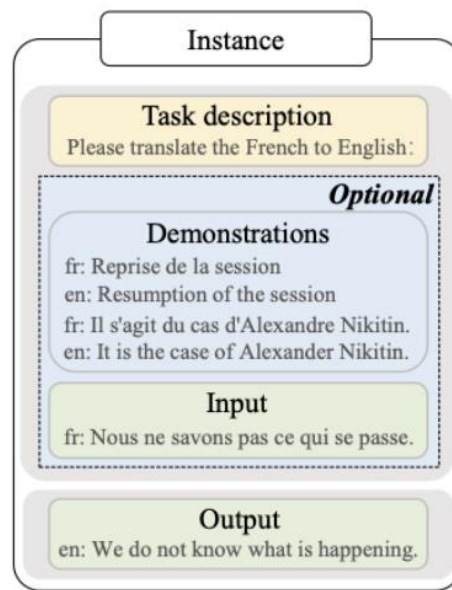 Instance
Task description
Please translate the French to English:
Optional
Demonstrations
fr: Reprise de la session
en: Resumption of the session
fr: Il s'agit du cas d'Alexandre Nikitin.
en: It is the case of Alexander Nikitin.
Input
fr: Nous ne savons pas ce qui se passe.
Output
en: We do not know what is happening.